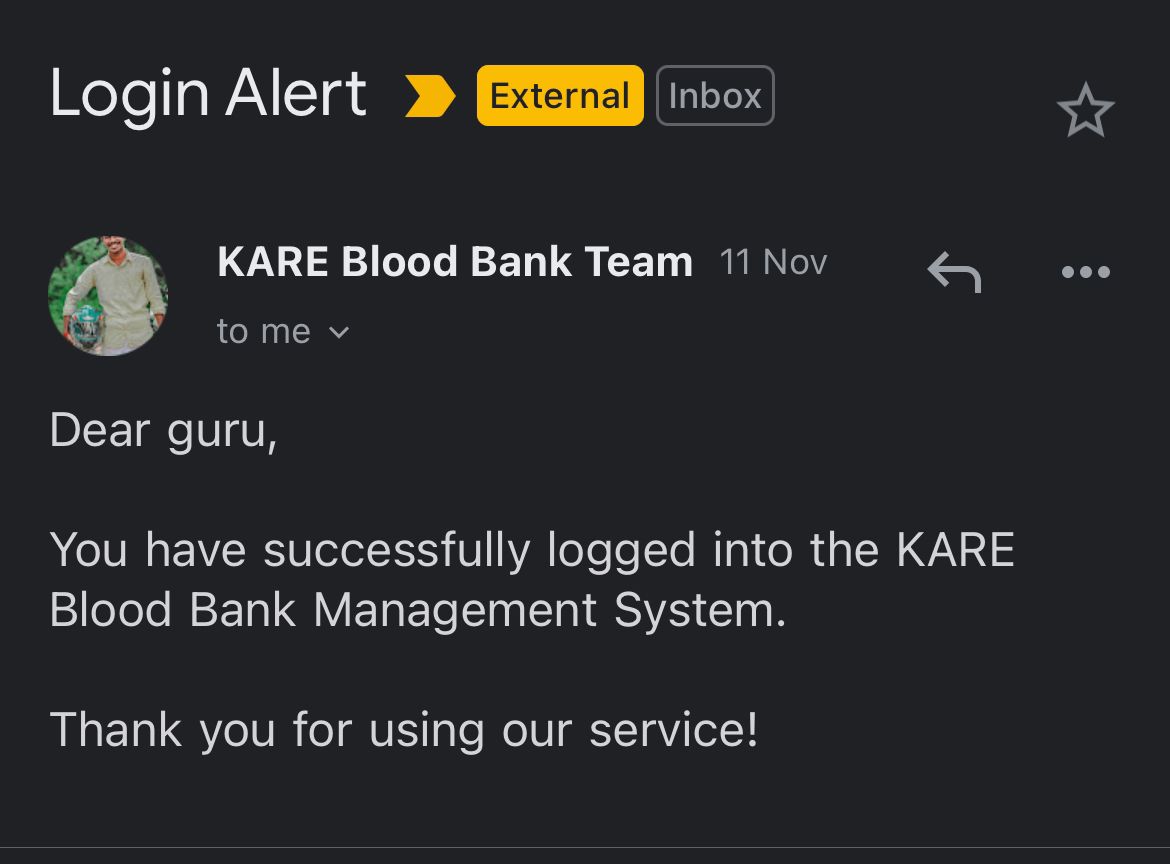 Login Alert External Inbox
KARE Blood Bank Team 11 Nov
to me
Dear guru,
You have successfully logged into the KARE
Blood Bank Management System.
Thank you for using our service!